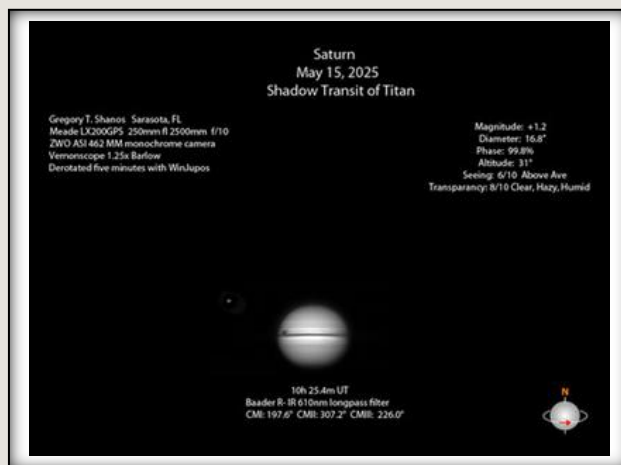 Saturn
May 15, 2025
Shadow Transit of Titan
Gregory T. Shanos Sarasota, FL
Meade LX200GPS 250mm fl 2500mm f/10
ZWO ASI 462 MM monochrome camera
Vernonscope 1.25x Barlow
Derotated five minutes with WinJupos
Magnitude: +1.2
Diameter: 16.8"
Phase: 99.8%
Altitude: 31°
Seeing: 6/10 Above Ave
Transparancy: 8/10 Clear, Hazy, Humid
10h 25.4m UT
Baader R- IR 610nm longpass filter
CMI: 197.6° CMII: 307.2° CMIII: 226.0°
N